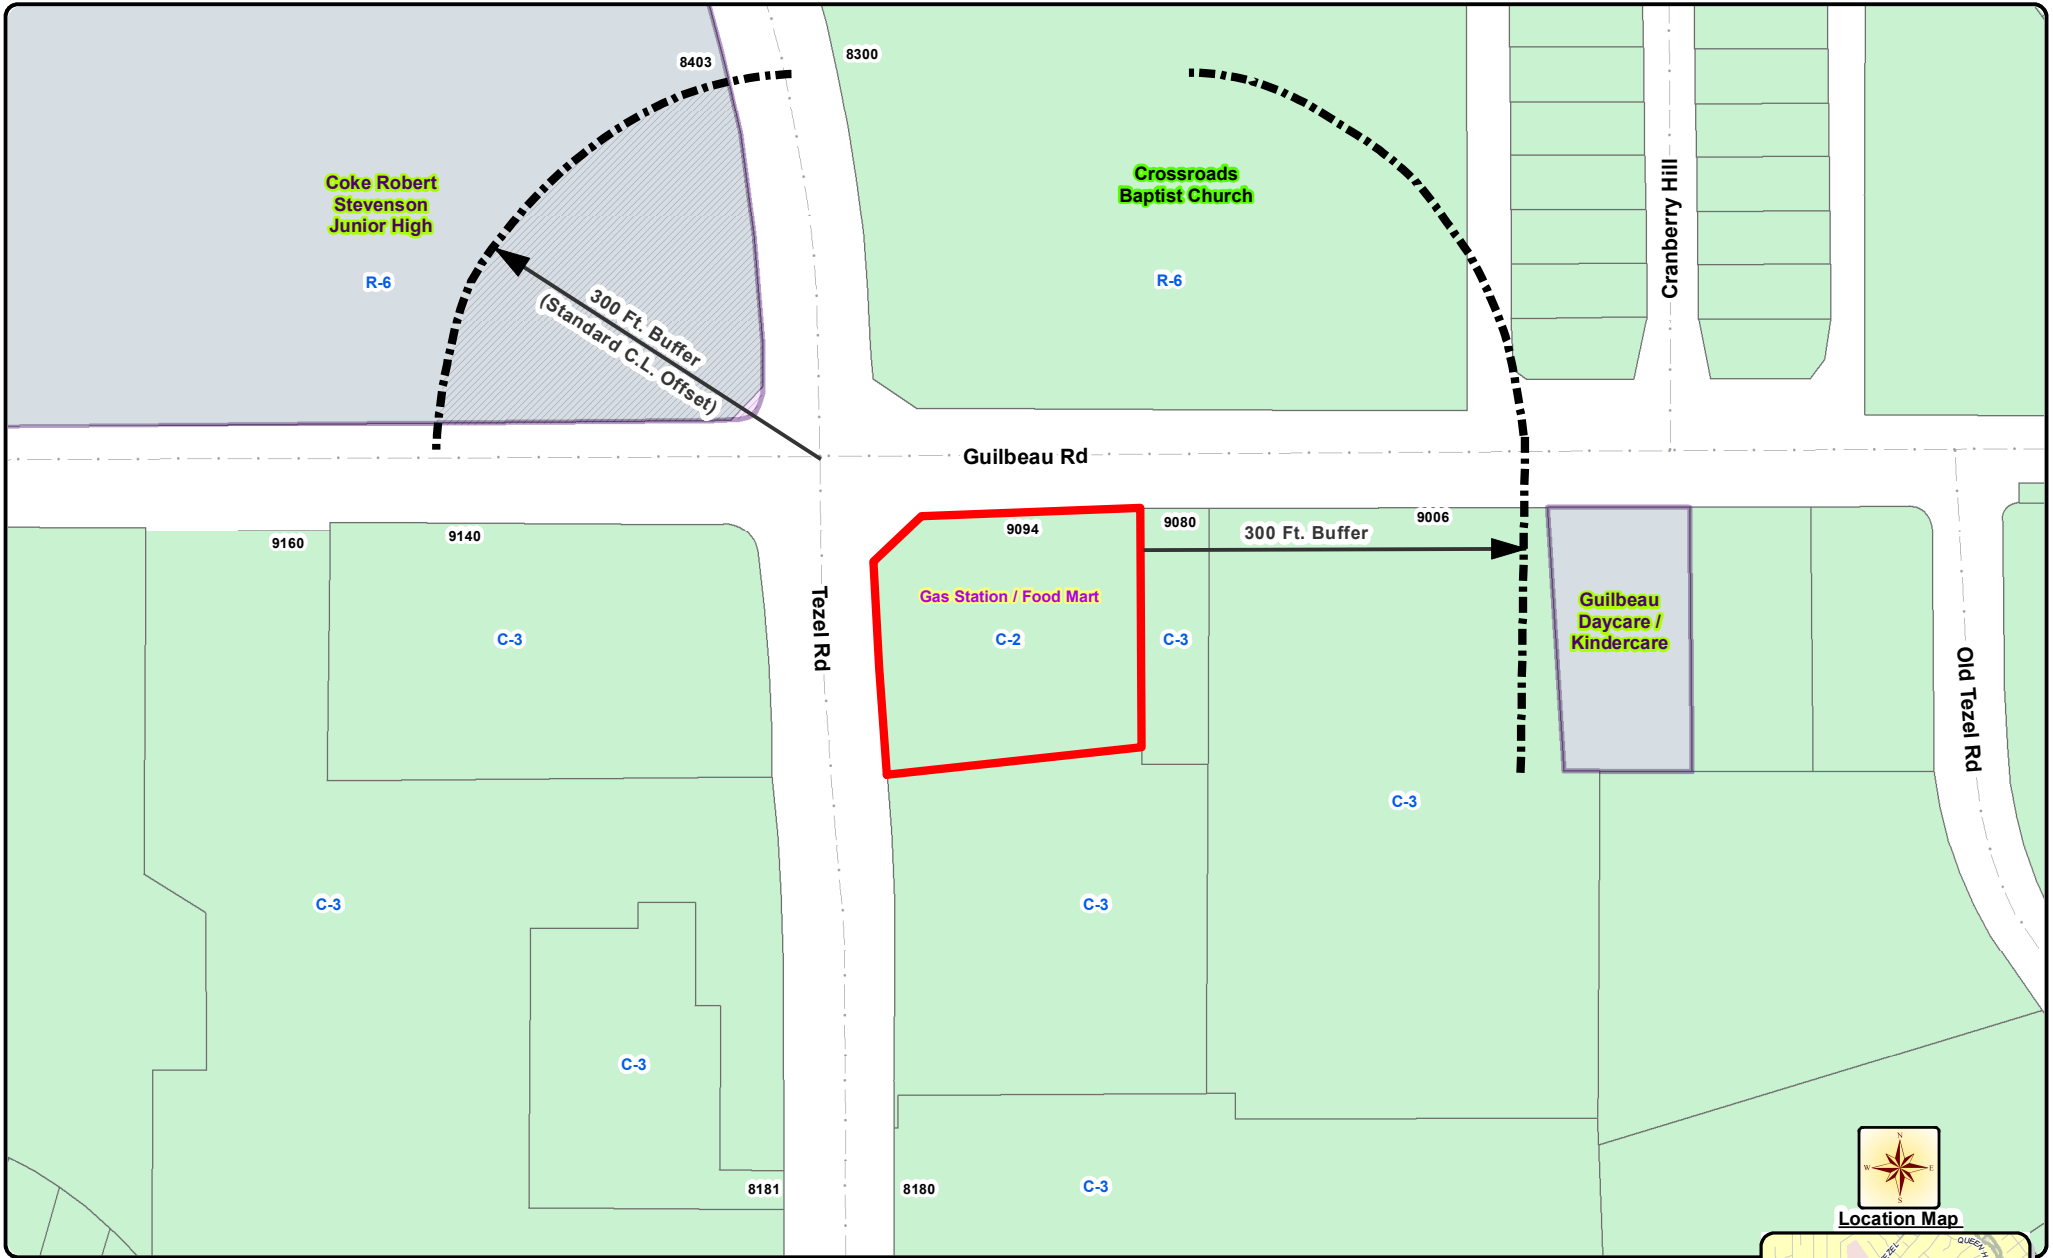 8403
8300
Coke Robert
Stevenson
Junior High
R-6
Crossroads
Baptist Church
R-6
Cranberry Hill
300 Ft. Buffer
(Standard C.L. Offset)
Guilbeau Rd
9160
9140
C-3
Tezel Rd
9094
Gas Station / Food Mart
C-2
9080
C-3
300 Ft. Buffer
9006
Guilbeau
Daycare /
Kindercare
Old Tezel Rd
C-3
C-3
C-3
C-3
8181
8180
C-3
N
W
E
S
Location Map